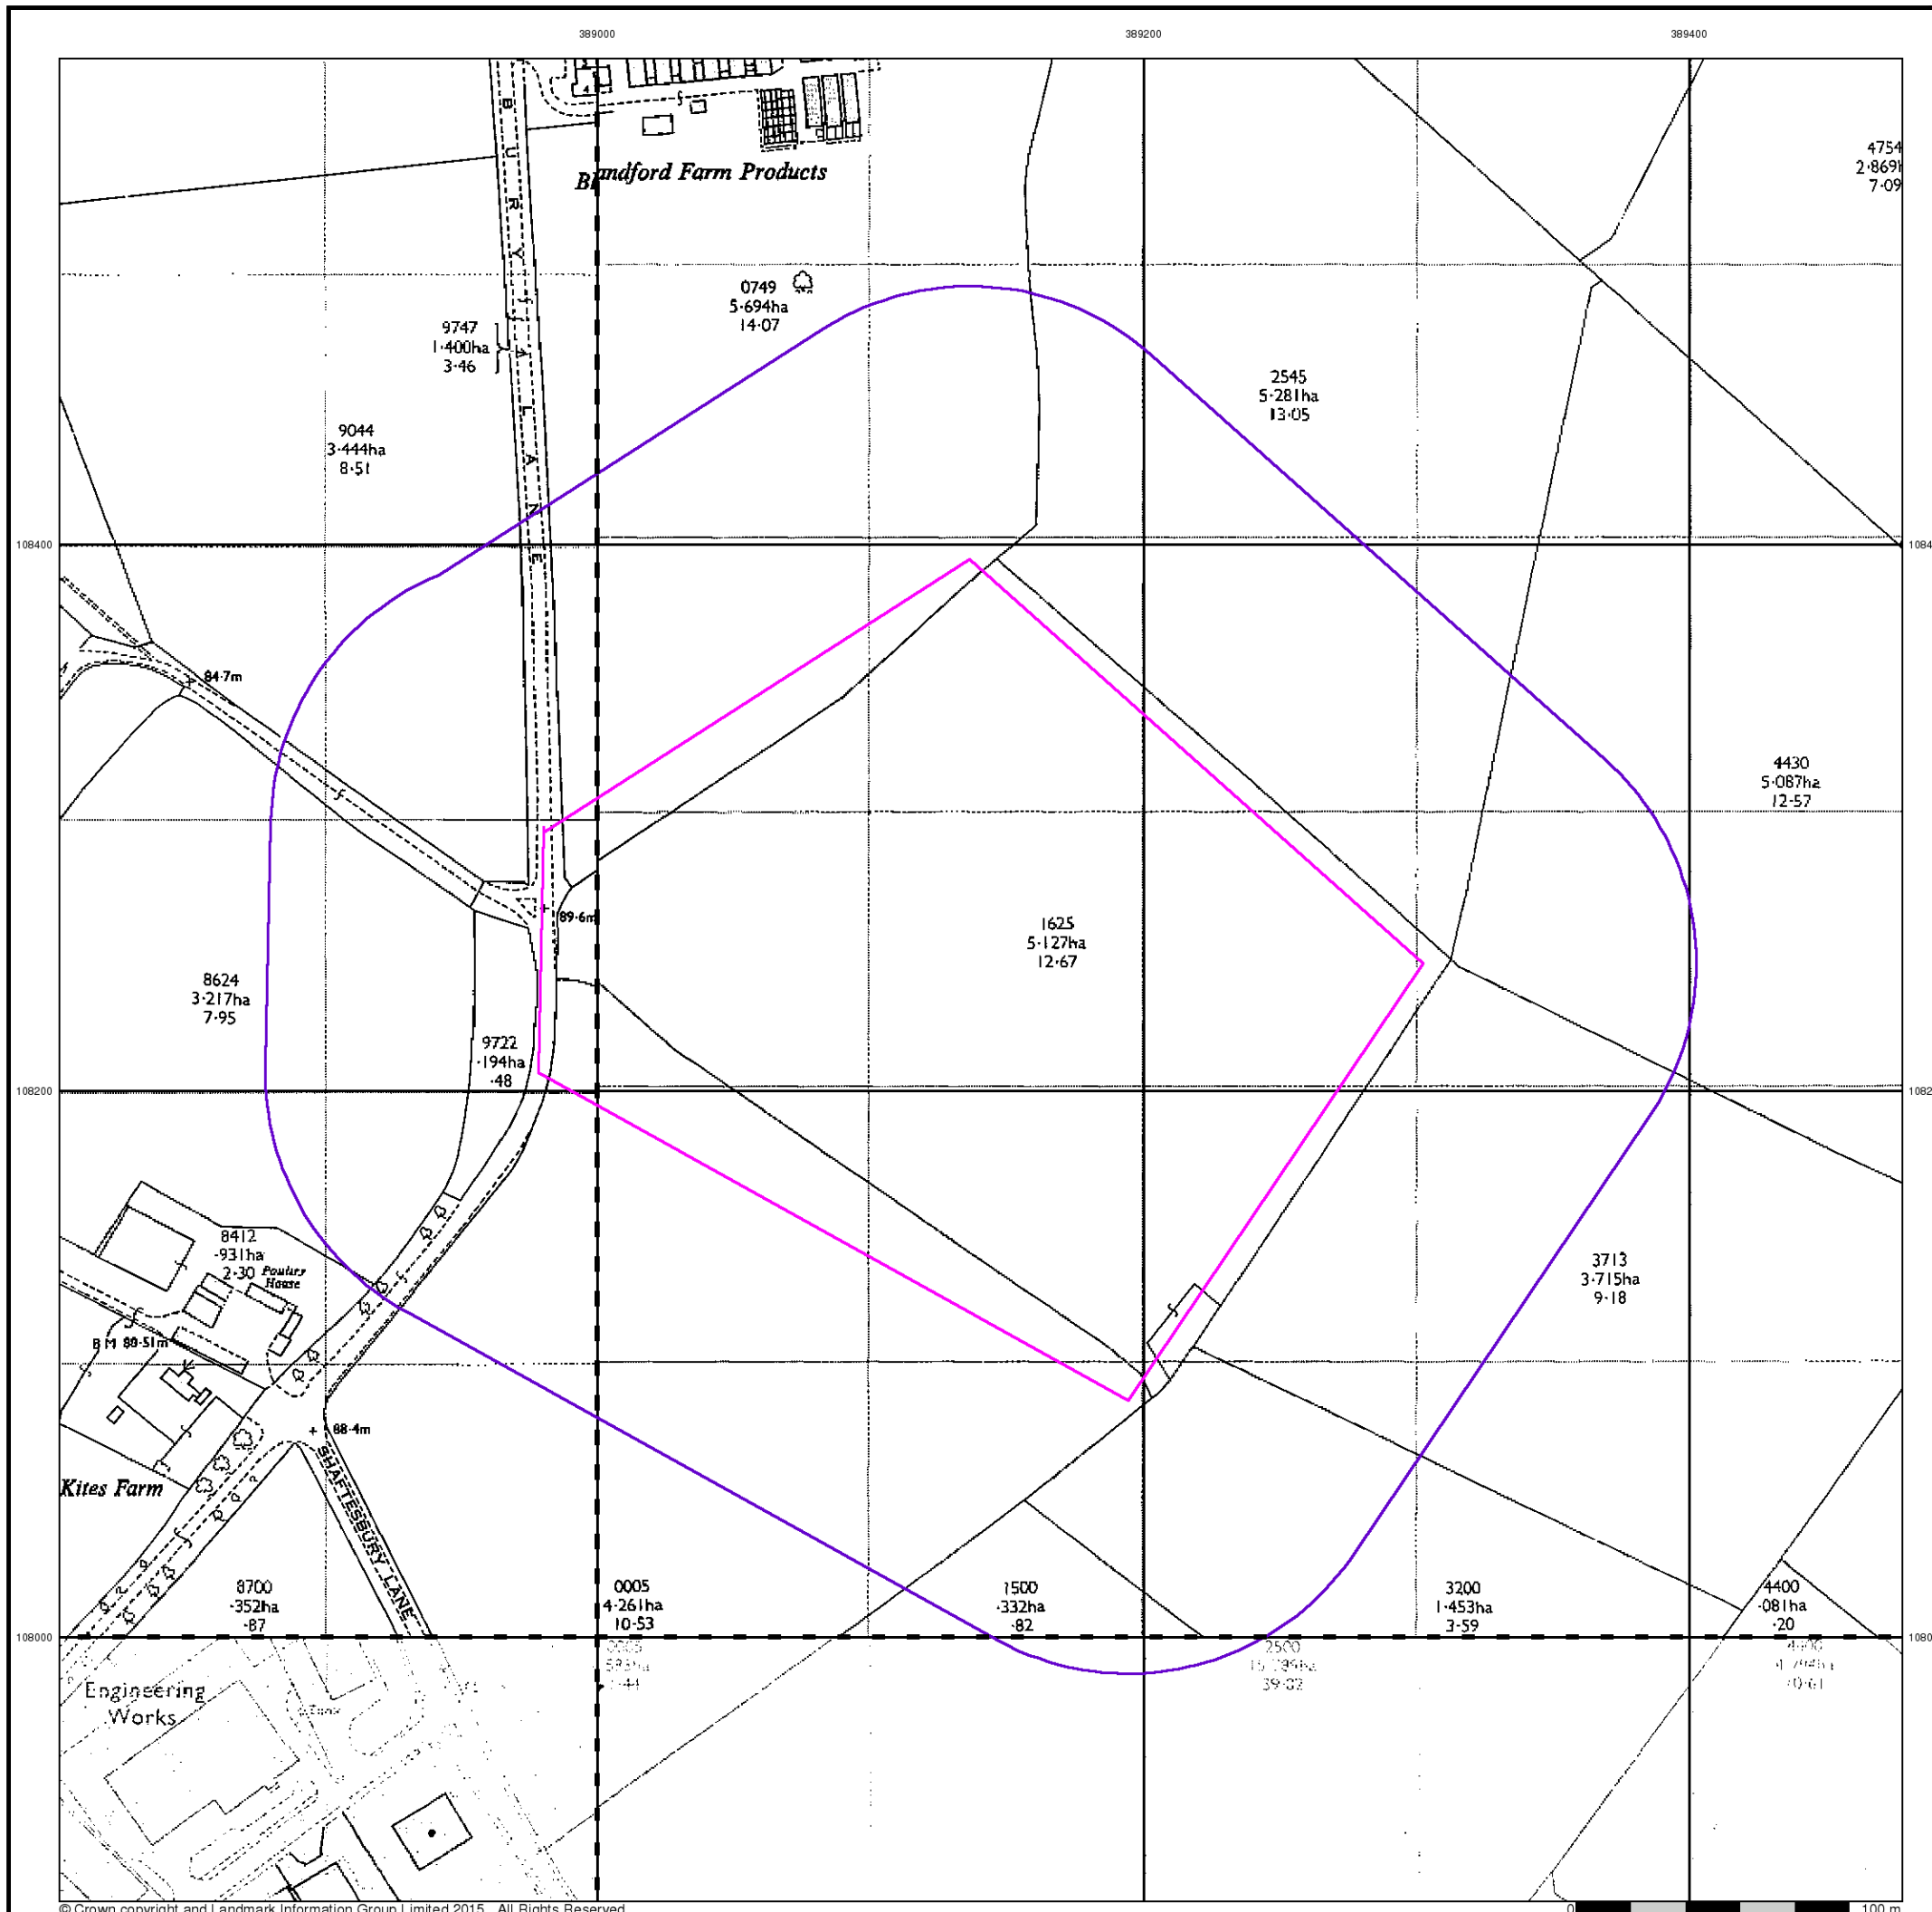 389000
389200
389400
4
Blandford Farm Products
BURYTT LANE
4754
2·869h
7·09
0749
5·694ha
14·07
9747
1·400ha
3·46
2545
5·281ha
13·05
9044
3·444ha
8·51
108400
84·7m
4430
5·087ha
12·57
89·6m
1625
5·127ha
12·67
8624
3·217ha
7·95
9722
·194ha
·48
108200
8412
·931ha
2·30
Poultry
House
3713
3·715ha
9·18
88·4m
Kites Farm
SHAFTESBURY LANE
8700
·352ha
·87
0005
4·261ha
10·53
1500
·332ha
·82
3200
1·453ha
3·59
4400
·081ha
·20
108000
2500
39·02
Engineering
Works
© Crown copyright and Landmark Information Group Limited 2015. All Rights Reserved.
0
100 m